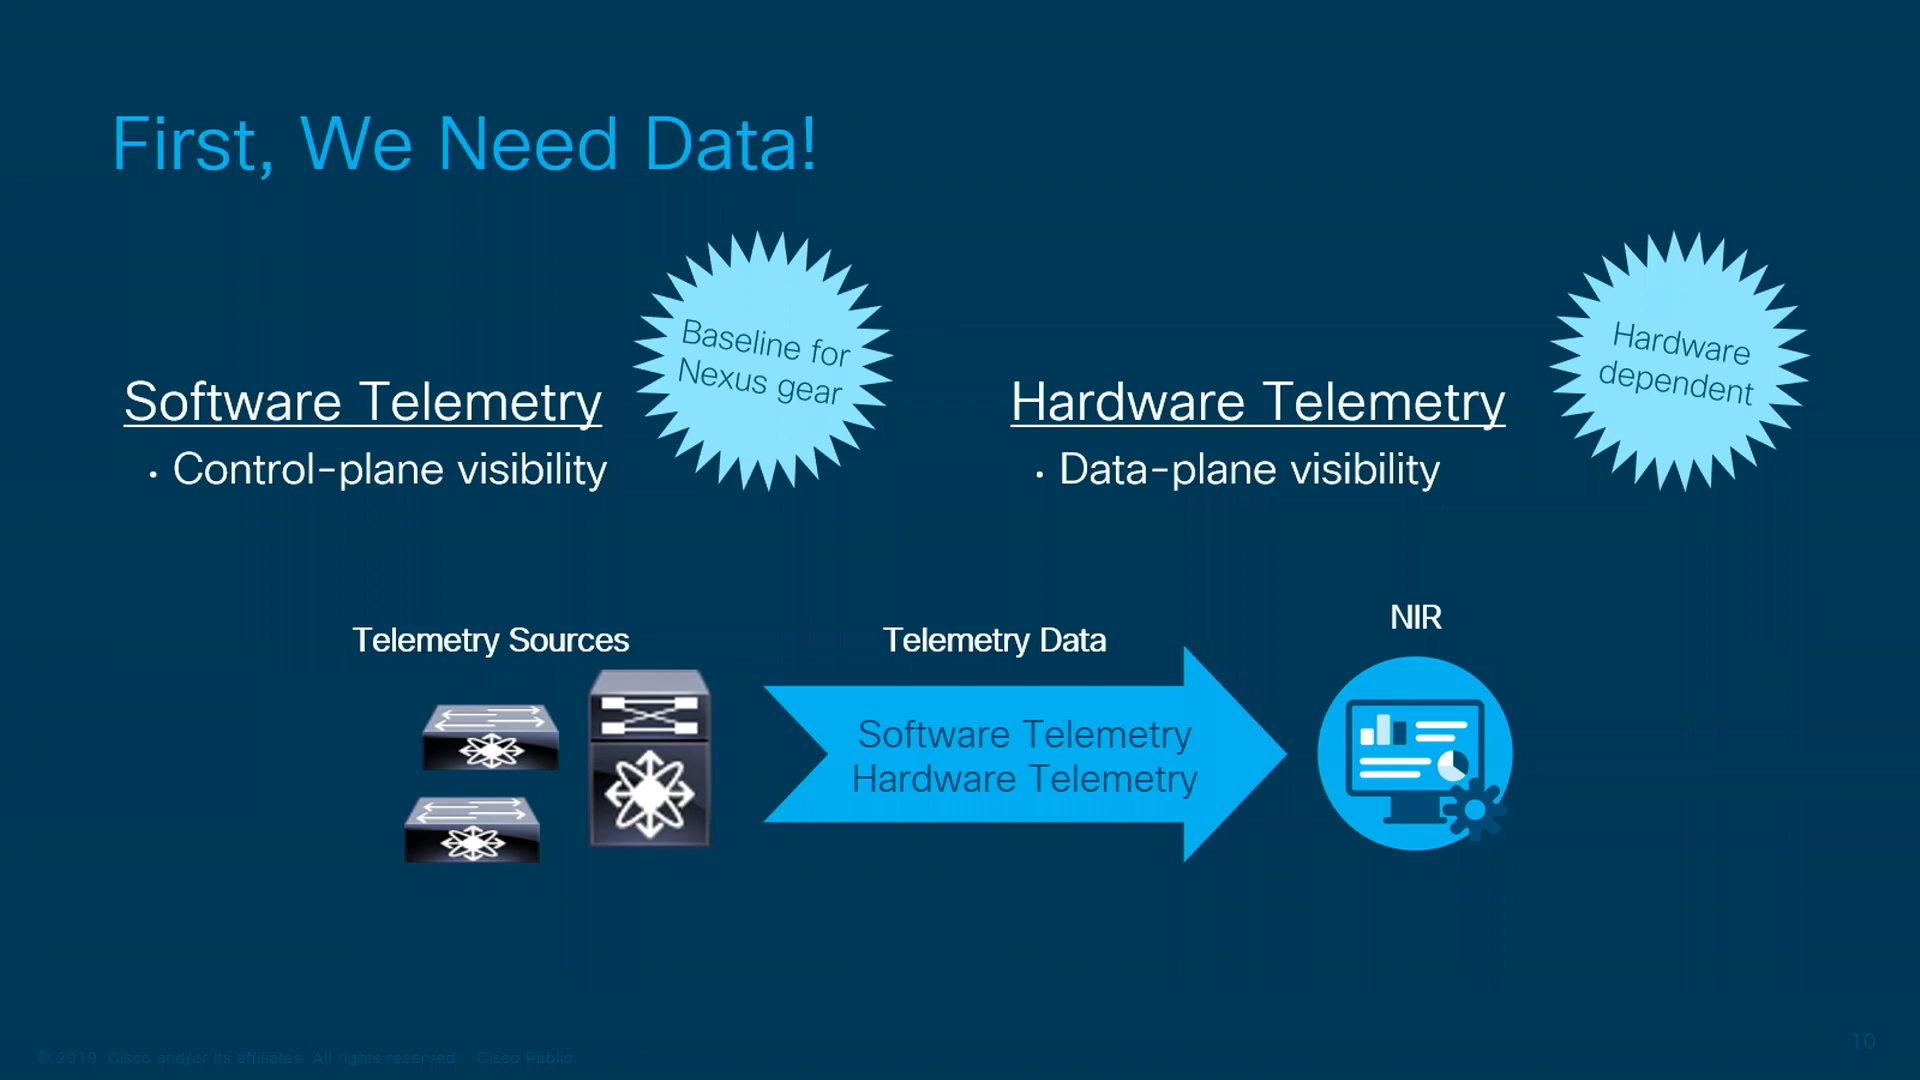 First, We Need Data!
Baseline for
Nexus gear
Software Telemetry
• Control-plane visibility
Hardware
dependent
Hardware Telemetry
• Data-plane visibility
Telemetry Sources
Telemetry Data
NIR
Software Telemetry
Hardware Telemetry
© 2019 Cisco and/or its affiliates. All rights reserved. Cisco Public
10